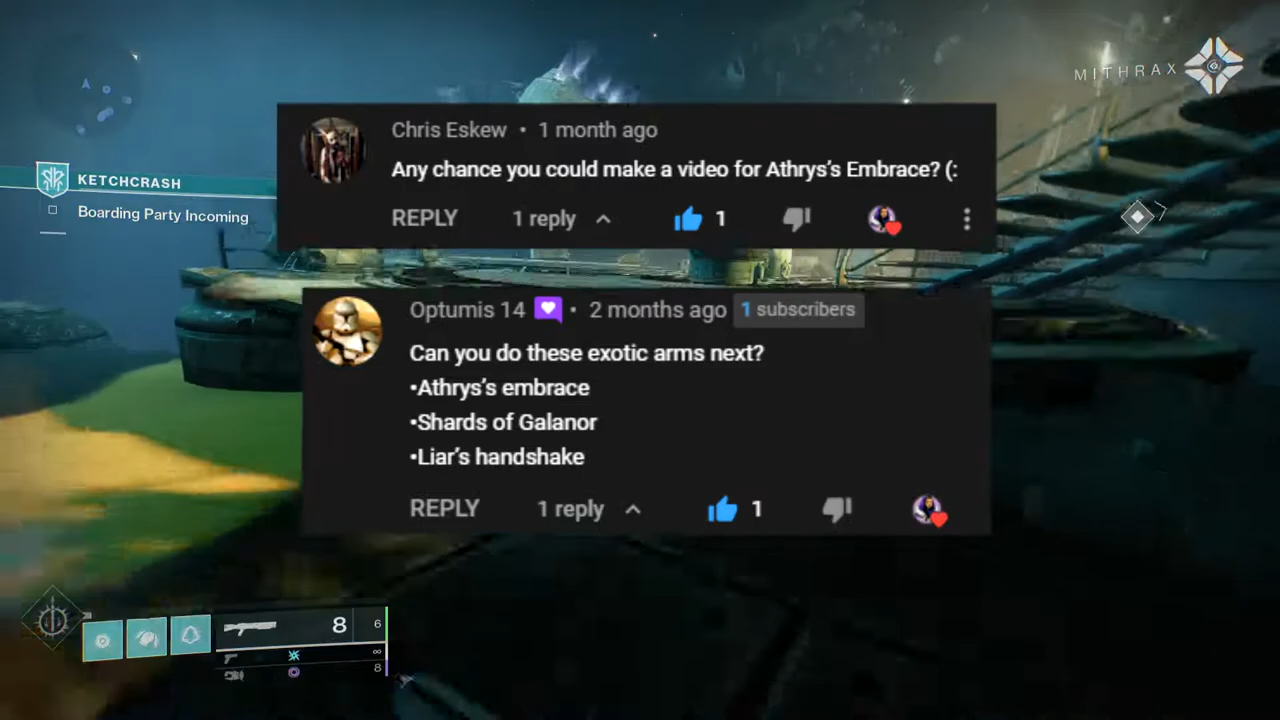 MITHRAX
Chris Eskew • 1 month ago
Any chance you could make a video for Athrys's Embrace? (:
REPLY 1 reply 1
KETCHCRASH
Boarding Party Incoming
Optumis 14 • 2 months ago 1 subscribers
Can you do these exotic arms next?
•Athrys's embrace
•Shards of Galanor
•Liar's handshake
REPLY 1 reply 1
8 6
∞
8